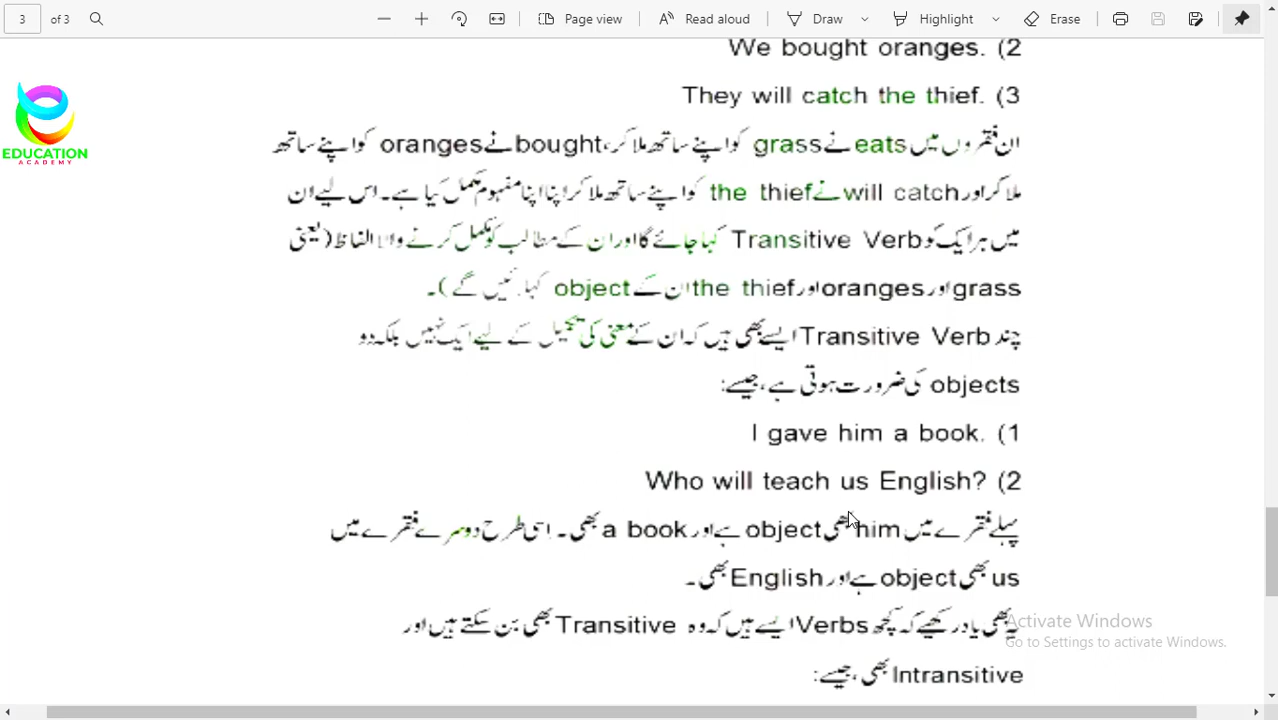 3 of 3 Page view Read aloud Draw Highlight Erase
EDUCATION
ACADEMY
We bought oranges. (2
They will catch the thief. (3
ان فقروں میں eats نے grass کو اپنے ساتھ ملا کر، bought نے oranges کو اپنے ساتھ
ملا کر اور will catch نے the thief کو اپنے ساتھ ملا کر اپنا اپنا مفہوم مکمل کیا ہے۔ اس لیے ان
میں ہر ایک کو Transitive Verb کہا جائے گا اور ان کے مطالب کو مکمل کرنے والا الفاظ (یعنی
grass اور oranges اور the thief ان کے object کہلائیں گے)۔
چند Transitive Verb ایسے بھی ہیں کہ ان کے معنی کی تکمیل کے لیے ایک نہیں بلکہ دو
objects کی ضرورت ہوتی ہے، جیسے:
I gave him a book. (1
Who will teach us English? (2
پہلے فقرے میں him بھی object ہے اور a book بھی۔ اسی طرح دوسرے فقرے میں
us بھی object ہے اور English بھی۔
یہ بھی یاد رکھیے کہ کچھ Verbs ایسے ہیں کہ وہ Transitive بھی بن سکتے ہیں اور
Intransitive بھی، جیسے:
Activate Windows
Go to Settings to activate Windows.